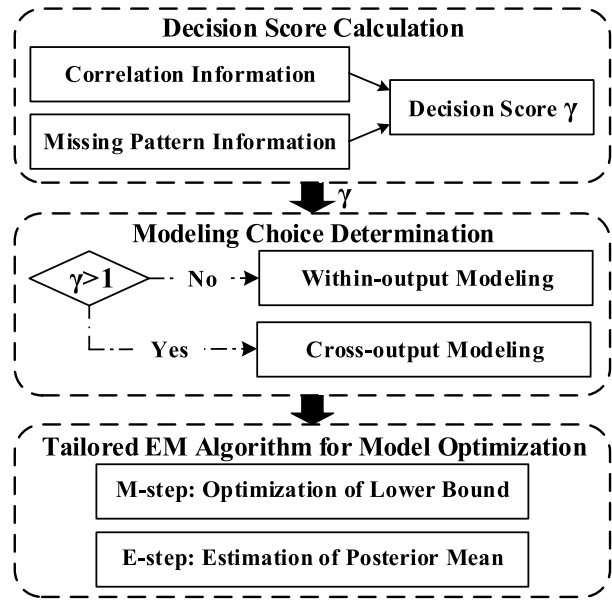 Decision Score Calculation
Correlation Information
Missing Pattern Information
Decision Score γ
γ
Modeling Choice Determination
γ>1
No
Within-output Modeling
Yes
Cross-output Modeling
Tailored EM Algorithm for Model Optimization
M-step: Optimization of Lower Bound
E-step: Estimation of Posterior Mean